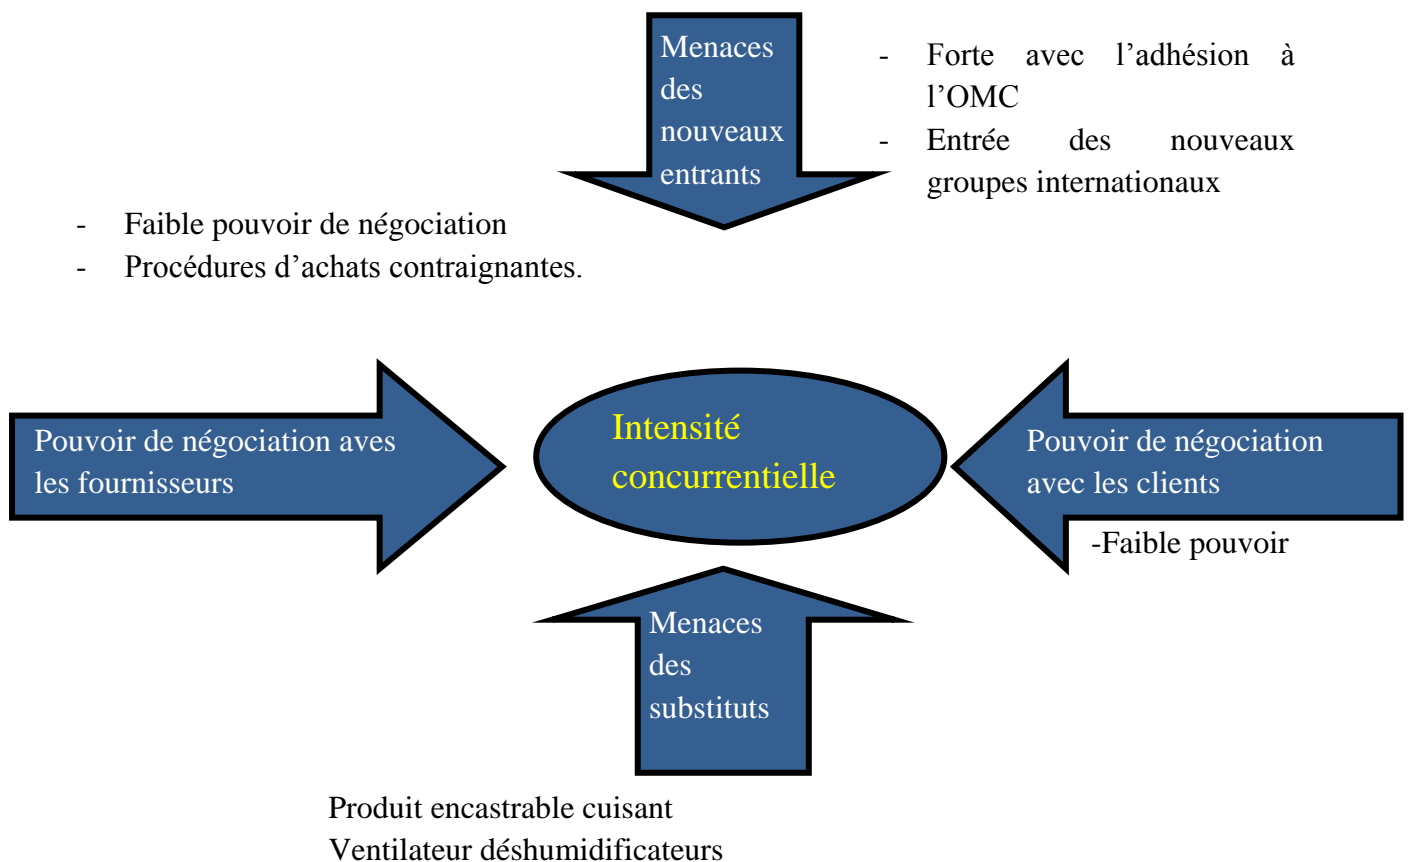 Menaces
des
nouveaux
entrants
- Forte avec l’adhésion à
l’OMC
- Entrée des nouveaux
groupes internationaux
- Faible pouvoir de négociation
- Procédures d’achats contraignantes.
Pouvoir de négociation aves
les fournisseurs
Intensité
concurrentielle
Pouvoir de négociation
avec les clients
-Faible pouvoir
Menaces
des
substituts
Produit encastrable cuisant
Ventilateur déshumidificateurs